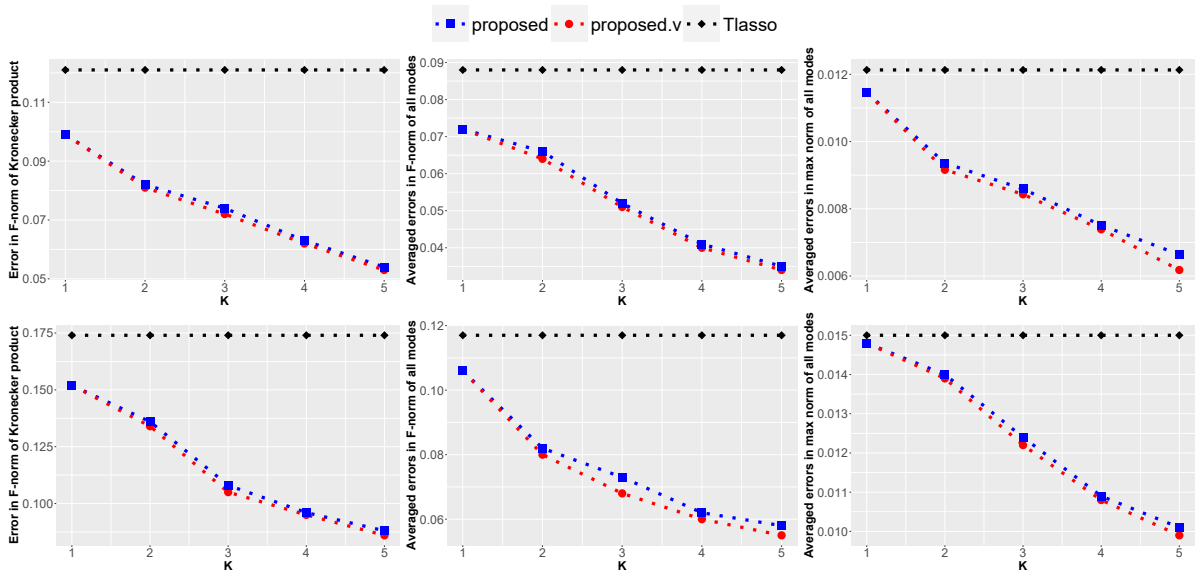 proposed proposed.v Tlasso
Error in F-norm of Kronecker product
0.11
0.09
0.07
0.05
1 2 3 4 5
K
Averaged errors in F-norm of all modes
0.09
0.08
0.07
0.06
0.05
0.04
1 2 3 4 5
K
Averaged errors in max norm of all modes
0.012
0.010
0.008
0.006
1 2 3 4 5
K
Error in F-norm of Kronecker product
0.175
0.150
0.125
0.100
1 2 3 4 5
K
Averaged errors in F-norm of all modes
0.12
0.10
0.08
0.06
1 2 3 4 5
K
Averaged errors in max norm of all modes
0.015
0.014
0.013
0.012
0.011
0.010
1 2 3 4 5
K